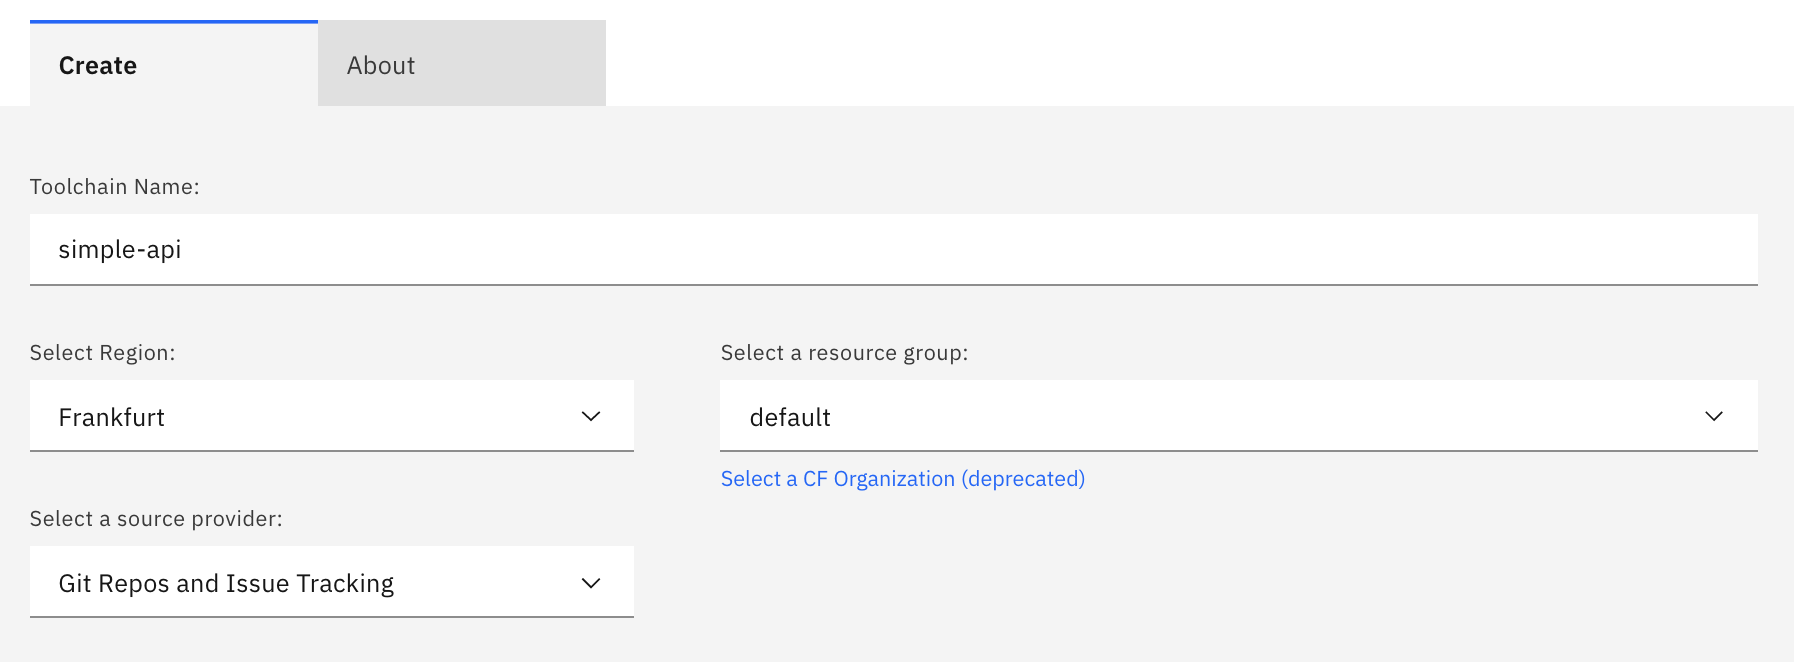 Create
About
Toolchain Name:
simple-api
Select Region:
Select a resource group:
Frankfurt
default
Select a CF Organization (deprecated)
Select a source provider:
Git Repos and Issue Tracking